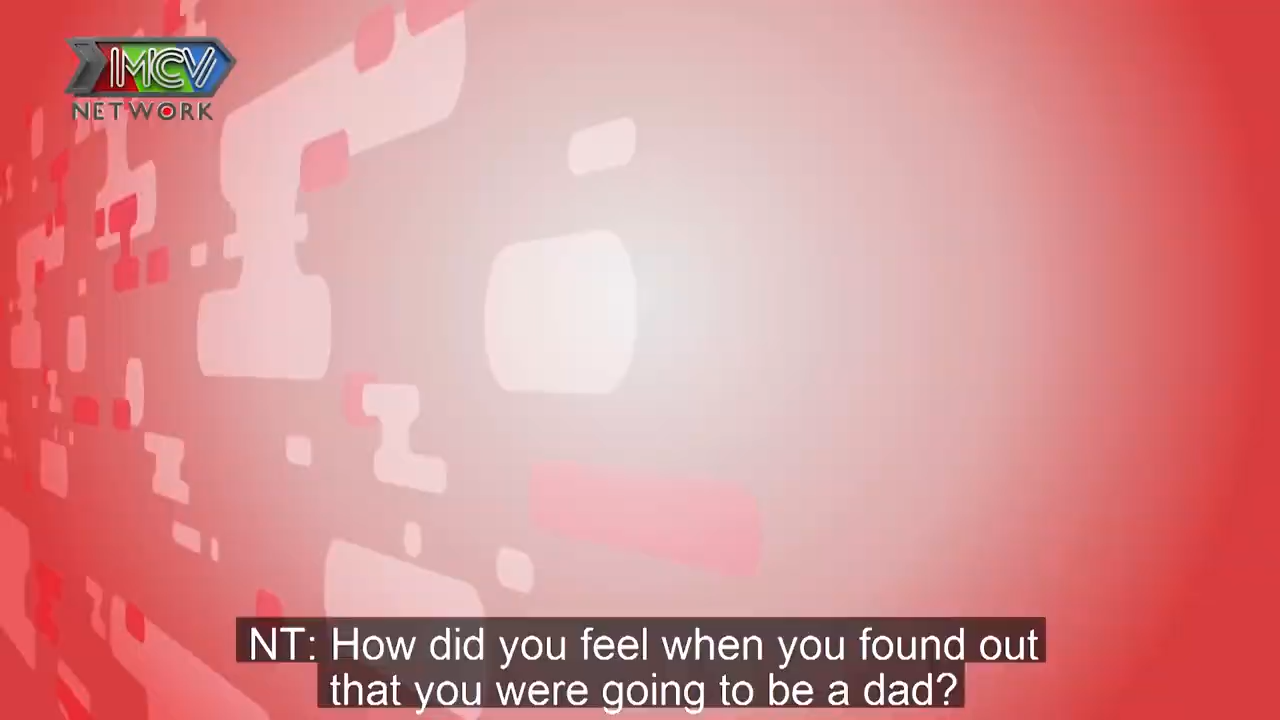 MCV
NETWORK
NT: How did you feel when you found out
that you were going to be a dad?